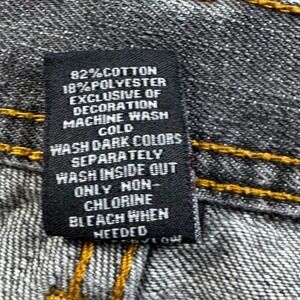 82%COTTON
18%POLYESTER
EXCLUSIVE OF
DECORATION
MACHINE WASH
COLD
WASH DARK COLORS
SEPARATELY
WASH INSIDE OUT
ONLY NON-
CHLORINE
BLEACH WHEN
NEEDED